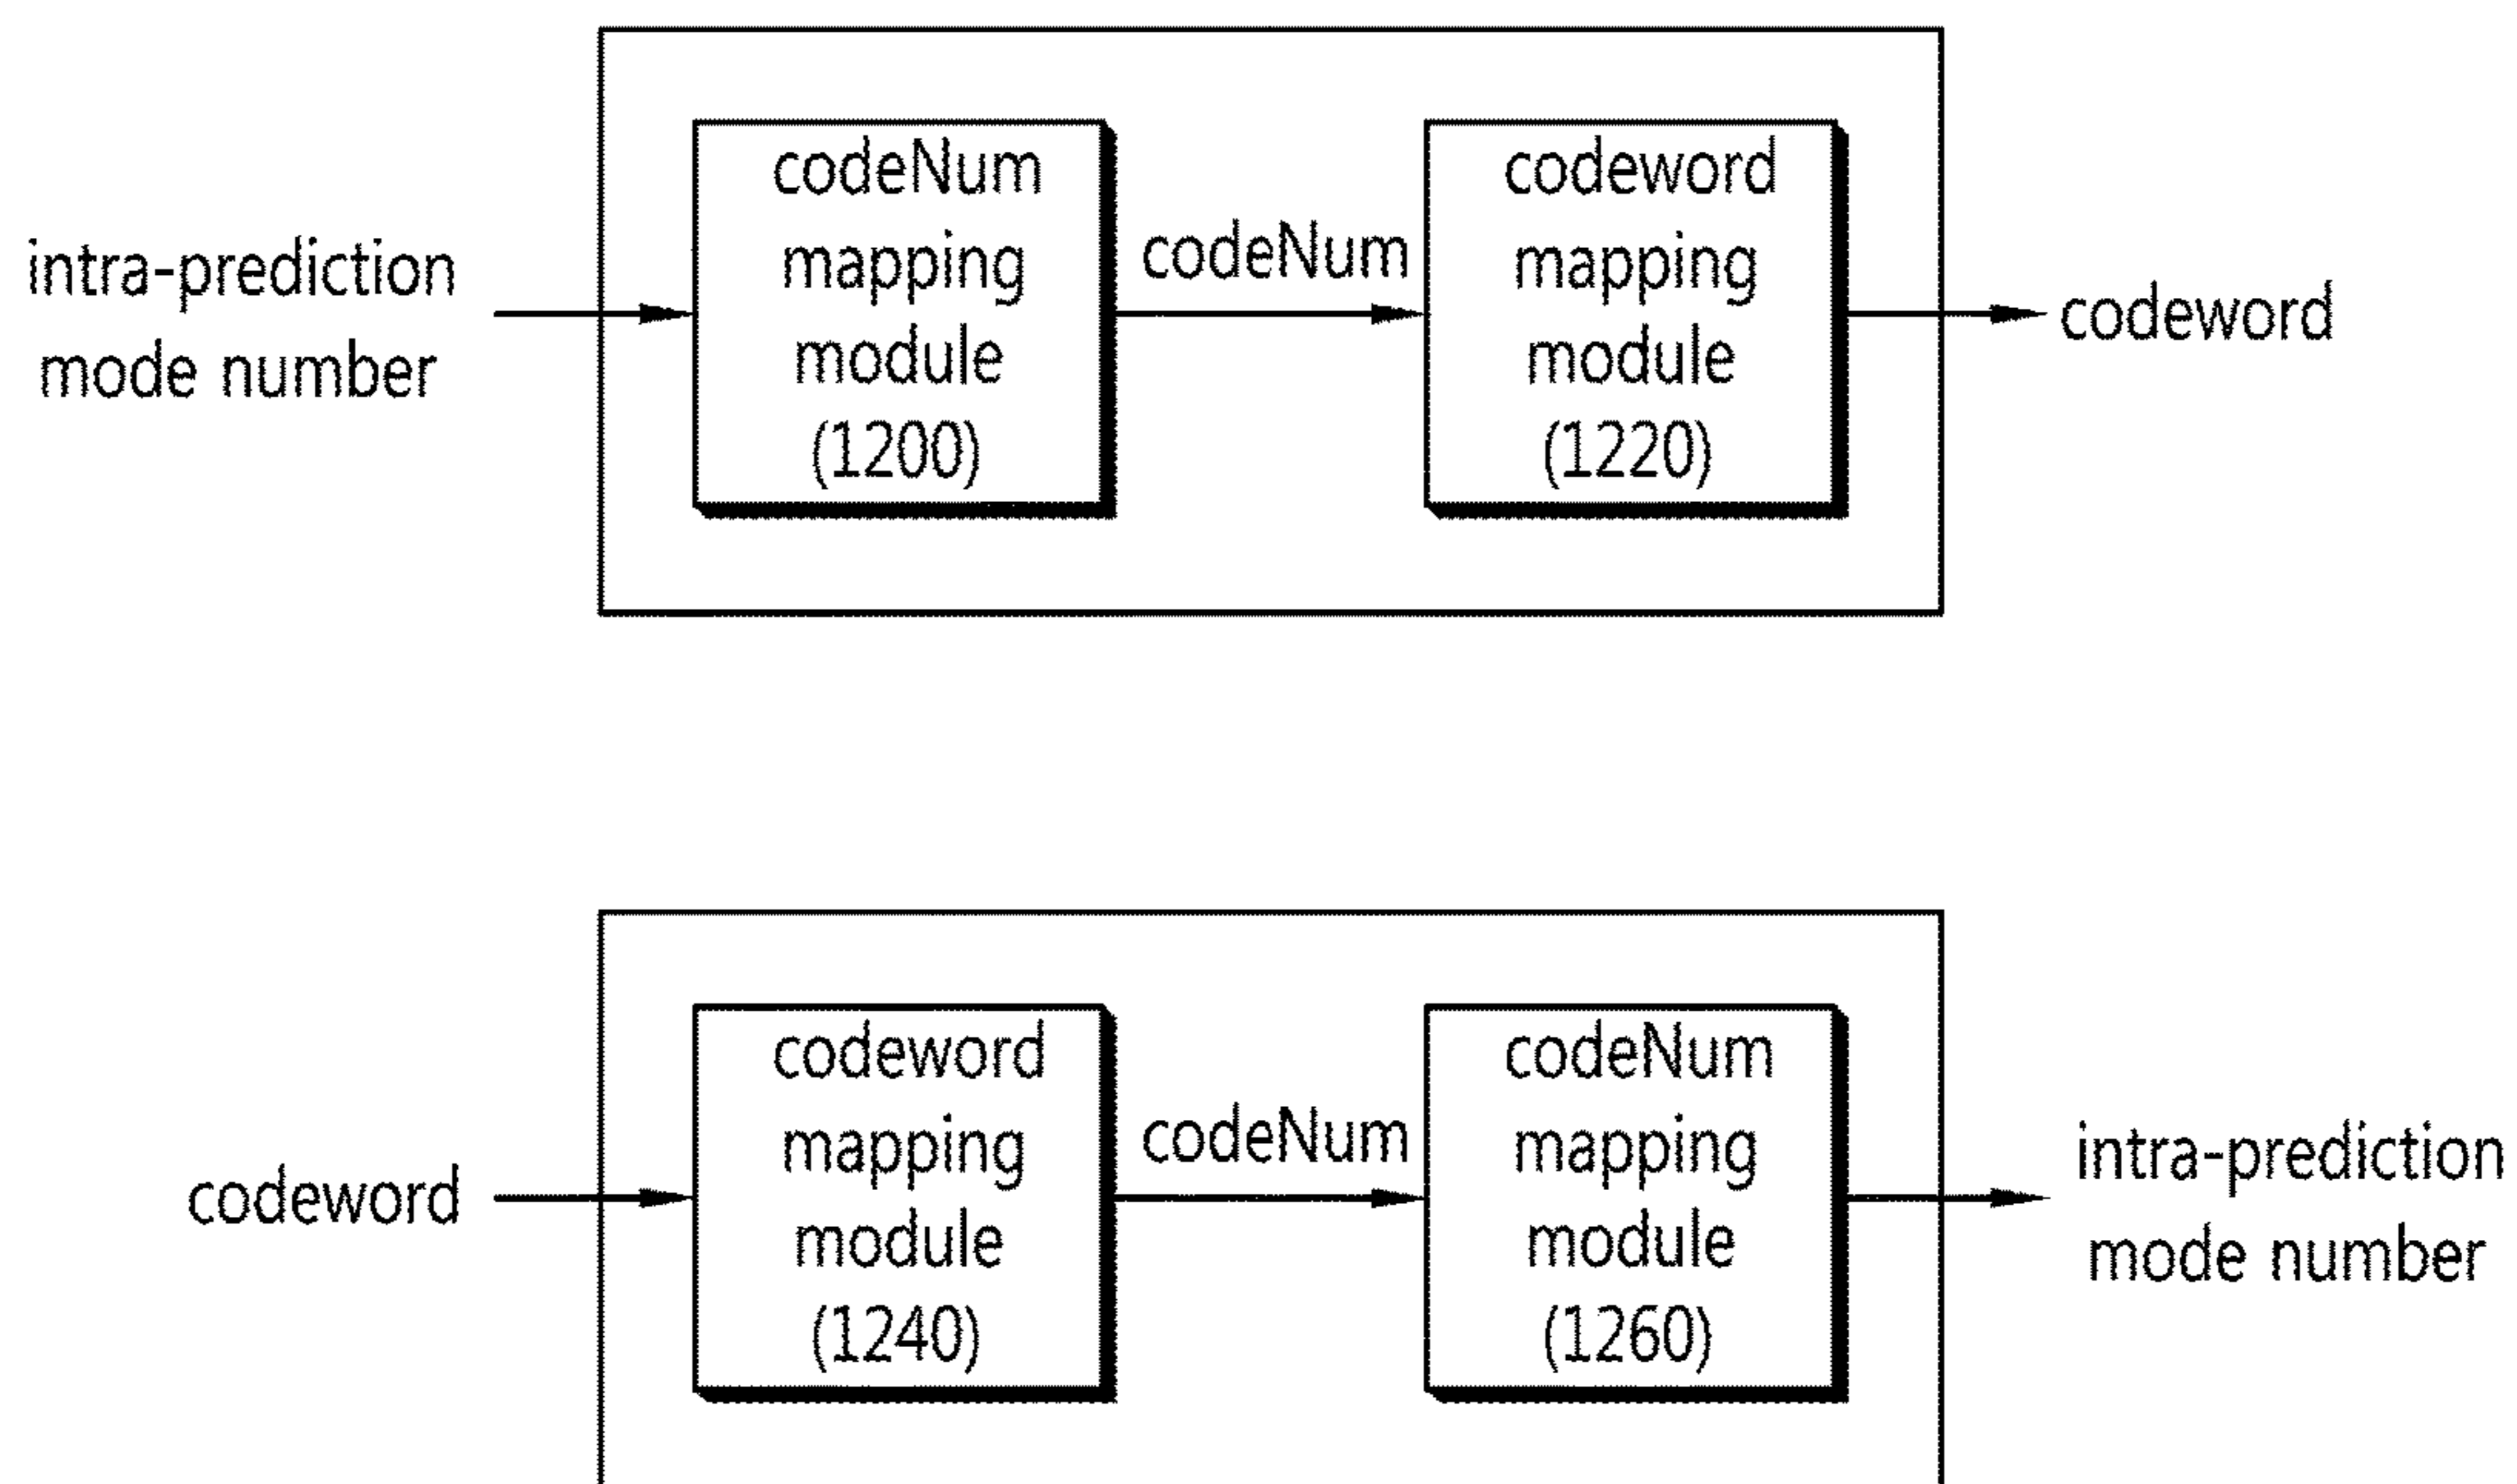 intra-prediction
mode number
codeNum
mapping
module
(1200)
codeNum
codeword
mapping
module
(1220)
codeword
codeword
codeword
mapping
module
(1240)
codeNum
codeNum
mapping
module
(1260)
intra-prediction
mode number